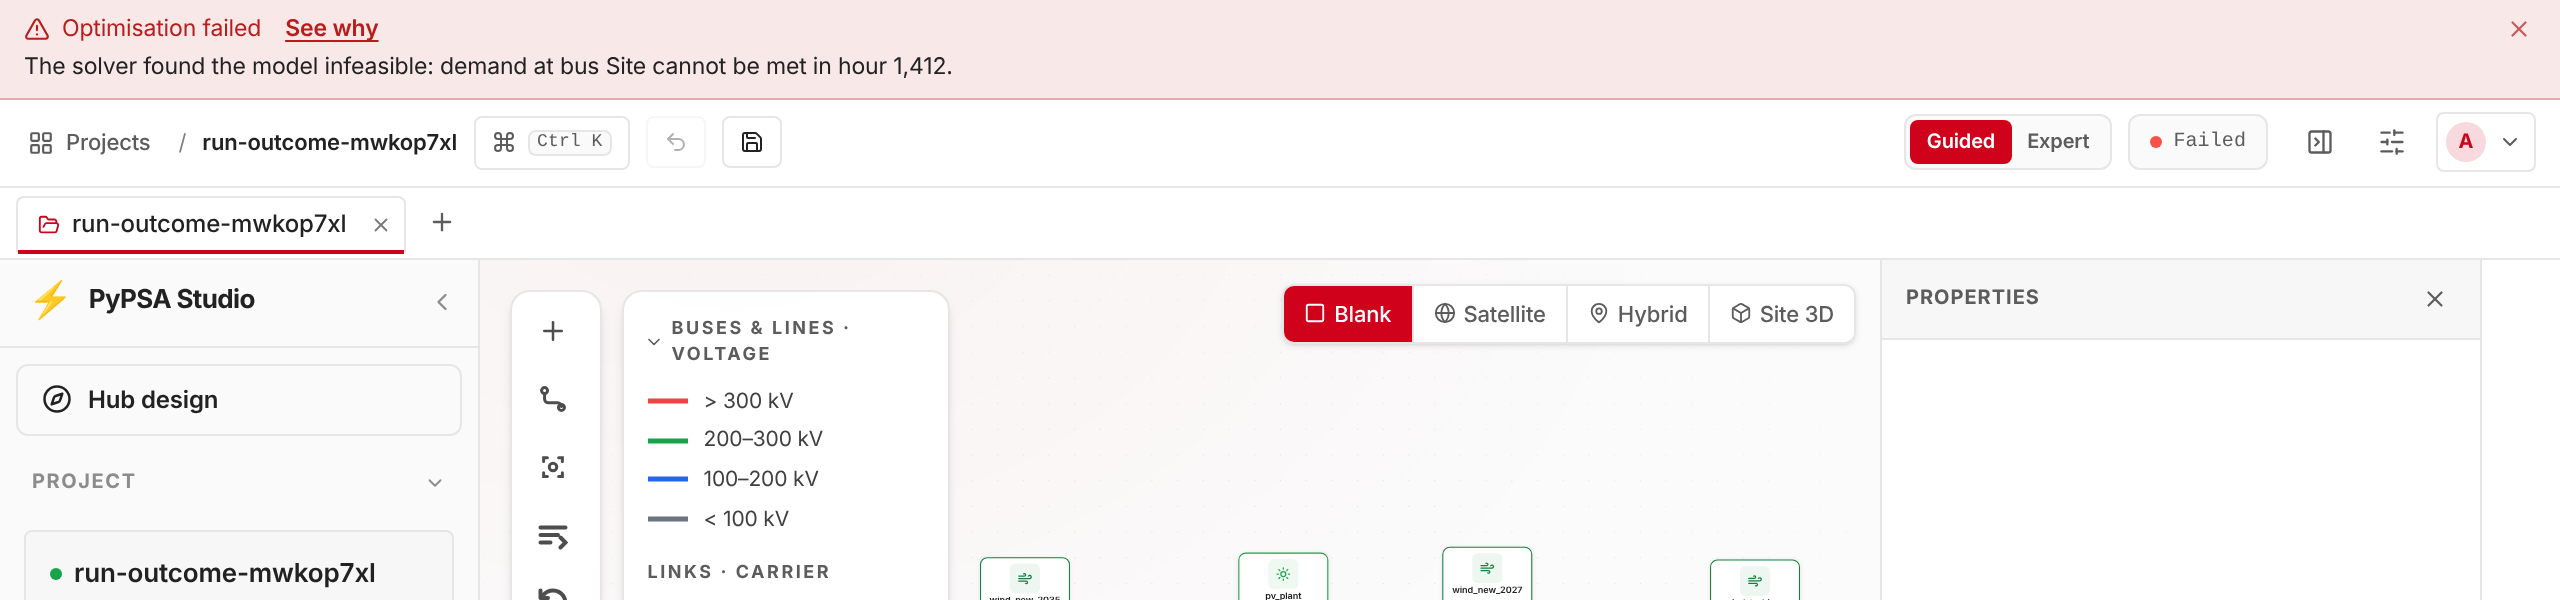 Optimisation failed See why
The solver found the model infeasible: demand at bus Site cannot be met in hour 1,412.
Projects / run-outcome-mwkop7xl Ctrl K Guided Expert Failed A
run-outcome-mwkop7xl
PyPSA Studio
Hub design
PROJECT
run-outcome-mwkop7xl
BUSES & LINES ·
VOLTAGE
> 300 kV
200–300 kV
100–200 kV
< 100 kV
LINKS · CARRIER
Blank Satellite Hybrid Site 3D
PROPERTIES
wind_new_2035
pv_plant
wind_new_2027